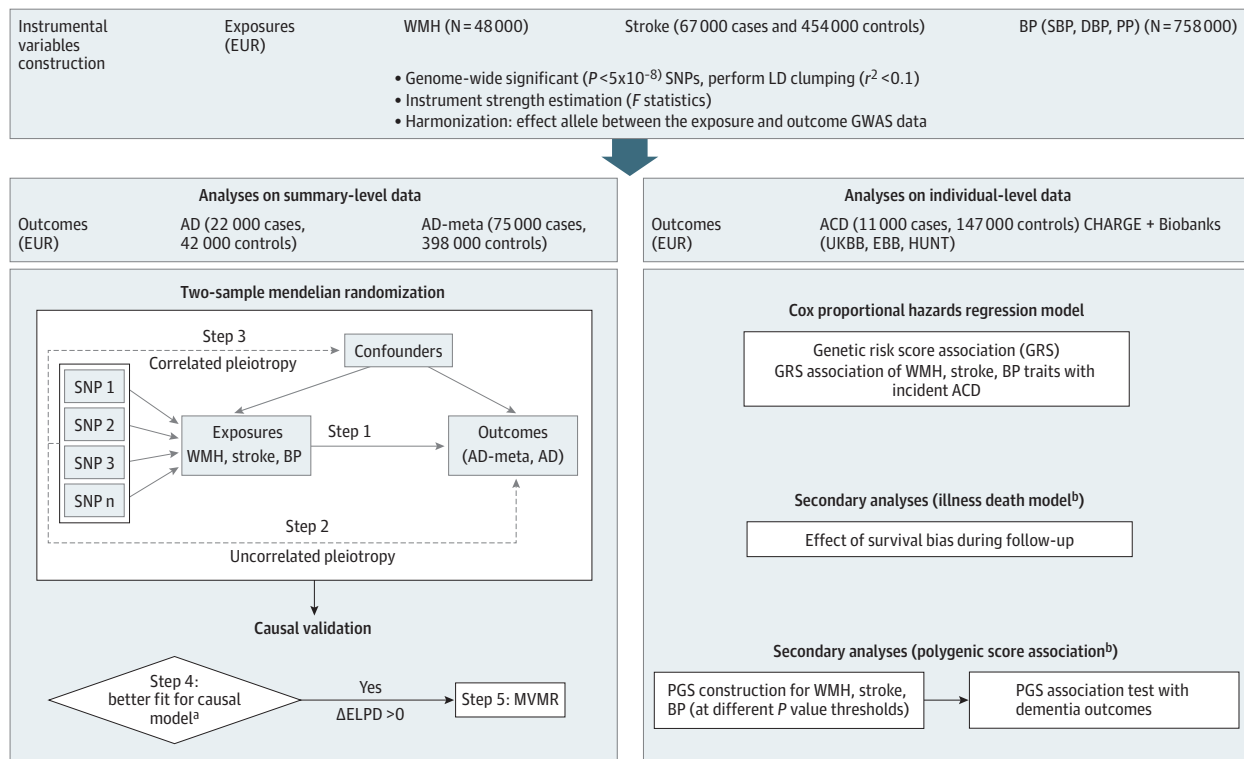 Instrumental variables construction
Exposures (EUR)
WMH (N = 48 000)
Stroke (67 000 cases and 454 000 controls)
BP (SBP, DBP, PP) (N = 758 000)
• Genome-wide significant (P <5x10⁻⁸) SNPs, perform LD clumping (r² <0.1)
• Instrument strength estimation (F statistics)
• Harmonization: effect allele between the exposure and outcome GWAS data
Analyses on summary-level data
Outcomes
(EUR)
AD (22 000 cases,
42 000 controls)
AD-meta (75 000 cases,
398 000 controls)
Two-sample mendelian randomization
Step 3
Correlated pleiotropy
Confounders
SNP 1
SNP 2
SNP 3
SNP n
Exposures
WMH, stroke, BP
Step 1
Outcomes
(AD-meta, AD)
Step 2
Uncorrelated pleiotropy
Causal validation
Step 4:
better fit for causal
modelᵃ
Yes
ΔELPD >0
Step 5: MVMR
Analyses on individual-level data
Outcomes
(EUR)
ACD (11 000 cases, 147 000 controls) CHARGE + Biobanks
(UKBB, EBB, HUNT)
Cox proportional hazards regression model
Genetic risk score association (GRS)
GRS association of WMH, stroke, BP traits with
incident ACD
Secondary analyses (illness death modelᵇ)
Effect of survival bias during follow-up
Secondary analyses (polygenic score associationᵇ)
PGS construction for WMH, stroke,
BP (at different P value thresholds)
PGS association test with
dementia outcomes